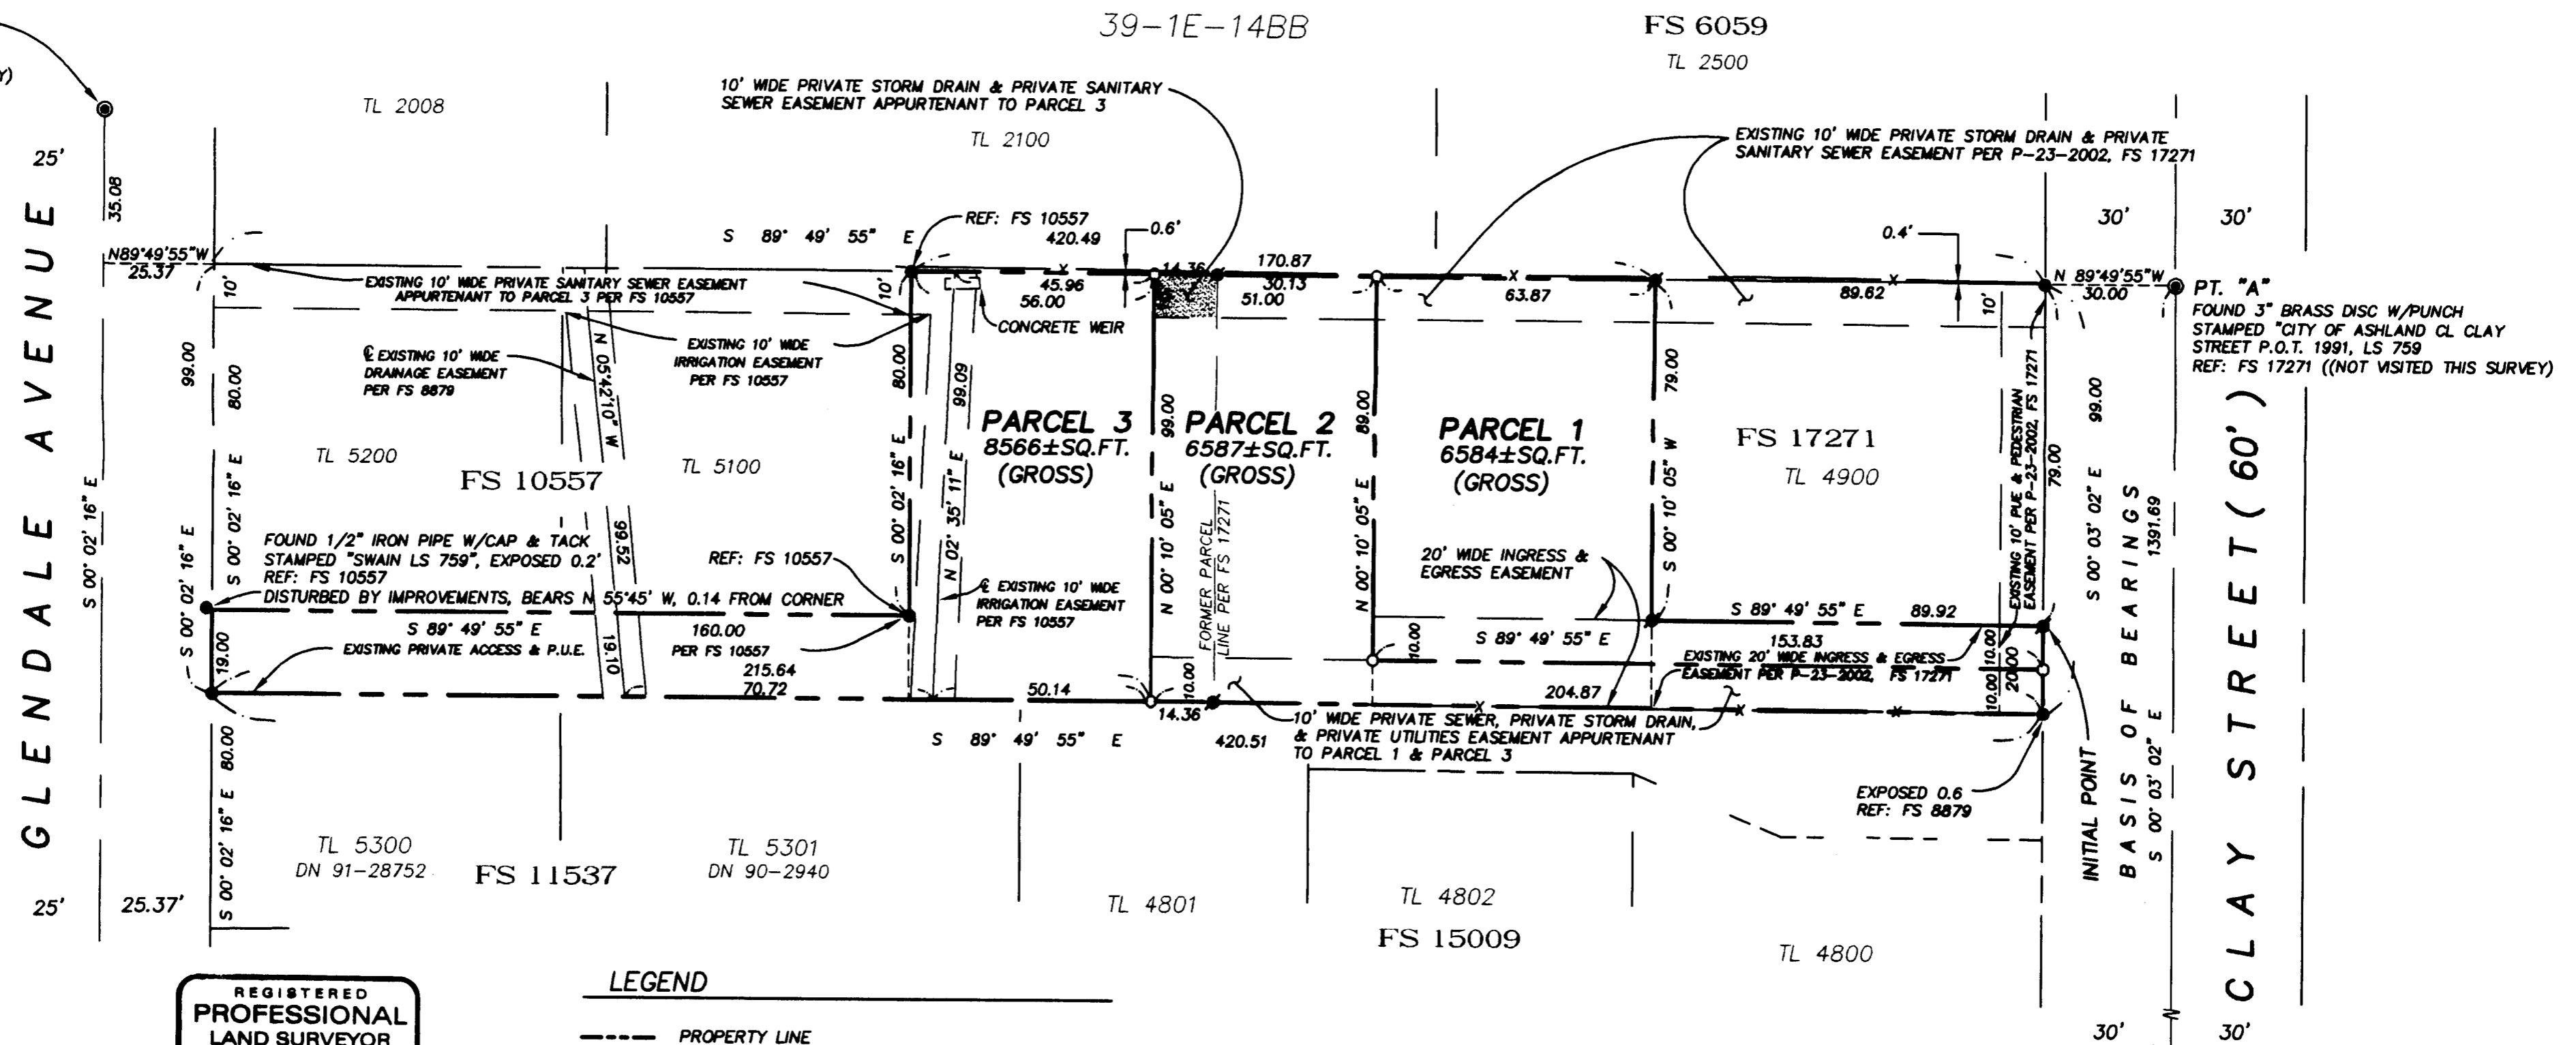 39-1E-14BB
FS 6059
TL 2500
Y)
TL 2008
10' WIDE PRIVATE STORM DRAIN & PRIVATE SANITARY
SEWER EASEMENT APPURTENANT TO PARCEL 3
TL 2100
EXISTING 10' WIDE PRIVATE STORM DRAIN & PRIVATE
SANITARY SEWER EASEMENT PER P-23-2002, FS 17271
25'
35.08
30'
30'
REF: FS 10557
S 89° 49' 55" E
420.49
0.6'
0.4'
N89°49'55"W
25.37
10'
EXISTING 10' WIDE PRIVATE SANITARY SEWER EASEMENT
APPURTENANT TO PARCEL 3 PER FS 10557
10'
x
45.96
56.00
14.36
170.87
30.13
51.00
x
63.87
x
89.62
10'
N 89°49'55"W
30.00
PT. "A"
FOUND 3" BRASS DISC W/PUNCH
STAMPED "CITY OF ASHLAND CL CLAY
STREET P.O.T. 1991, LS 759
REF: FS 17271 ((NOT VISITED THIS SURVEY)
CONCRETE WEIR
℄ EXISTING 10' WIDE
DRAINAGE EASEMENT
PER FS 8879
EXISTING 10' WIDE
IRRIGATION EASEMENT
PER FS 10557
99.00
80.00
N 05°42'10" W
80.00
99.09
99.00
89.00
79.00
99.00
79.00
GLENDALE AVENUE
S 00° 02' 16" E
S 00° 02' 16" E
S 00° 02' 16" E
S 00° 02' 16" E
N 02° 35' 11" E
PARCEL 3
8566±SQ.FT.
(GROSS)
N 00° 10' 05" E
PARCEL 2
6587±SQ.FT.
(GROSS)
N 00° 10' 05" E
PARCEL 1
6584±SQ.FT.
(GROSS)
S 00° 10' 05" W
FS 17271
TL 4900
EXISTING 10' PUE & PEDESTRIAN
EASEMENT PER P-23-2002, FS 17271
S 00° 03' 02" E
BASIS OF BEARINGS
S 00° 03' 02" E
1391.69
CLAY STREET (60')
TL 5200
FS 10557
TL 5100
99.52
19.10
FOUND 1/2" IRON PIPE W/CAP & TACK
STAMPED "SWAIN LS 759", EXPOSED 0.2'
REF: FS 10557
DISTURBED BY IMPROVEMENTS, BEARS N 55°45' W, 0.14 FROM CORNER
REF: FS 10557
℄ EXISTING 10' WIDE
IRRIGATION EASEMENT
PER FS 10557
FORMER PARCEL
LINE PER FS 17271
20' WIDE INGRESS &
EGRESS EASEMENT
S 89° 49' 55" E
160.00
PER FS 10557
19.00
EXISTING PRIVATE ACCESS & P.U.E.
215.64
70.72
S 89° 49' 55" E
10.00
S 89° 49' 55" E
89.92
153.83
EXISTING 20' WIDE INGRESS & EGRESS
EASEMENT PER P-23-2002, FS 17271
10.00
10.00
20.00
50.14
10.00
14.36
204.87
x
x
x
S 89° 49' 55" E
420.51
10' WIDE PRIVATE SEWER, PRIVATE STORM DRAIN,
& PRIVATE UTILITIES EASEMENT APPURTENANT
TO PARCEL 1 & PARCEL 3
EXPOSED 0.6
REF: FS 8879
INITIAL POINT
S 00° 02' 16" E
80.00
TL 5300
DN 91-28752
FS 11537
TL 5301
DN 90-2940
TL 4801
TL 4802
FS 15009
TL 4800
25'
25.37'
30'
30'
N
REGISTERED
PROFESSIONAL
LAND SURVEYOR
LEGEND
PROPERTY LINE